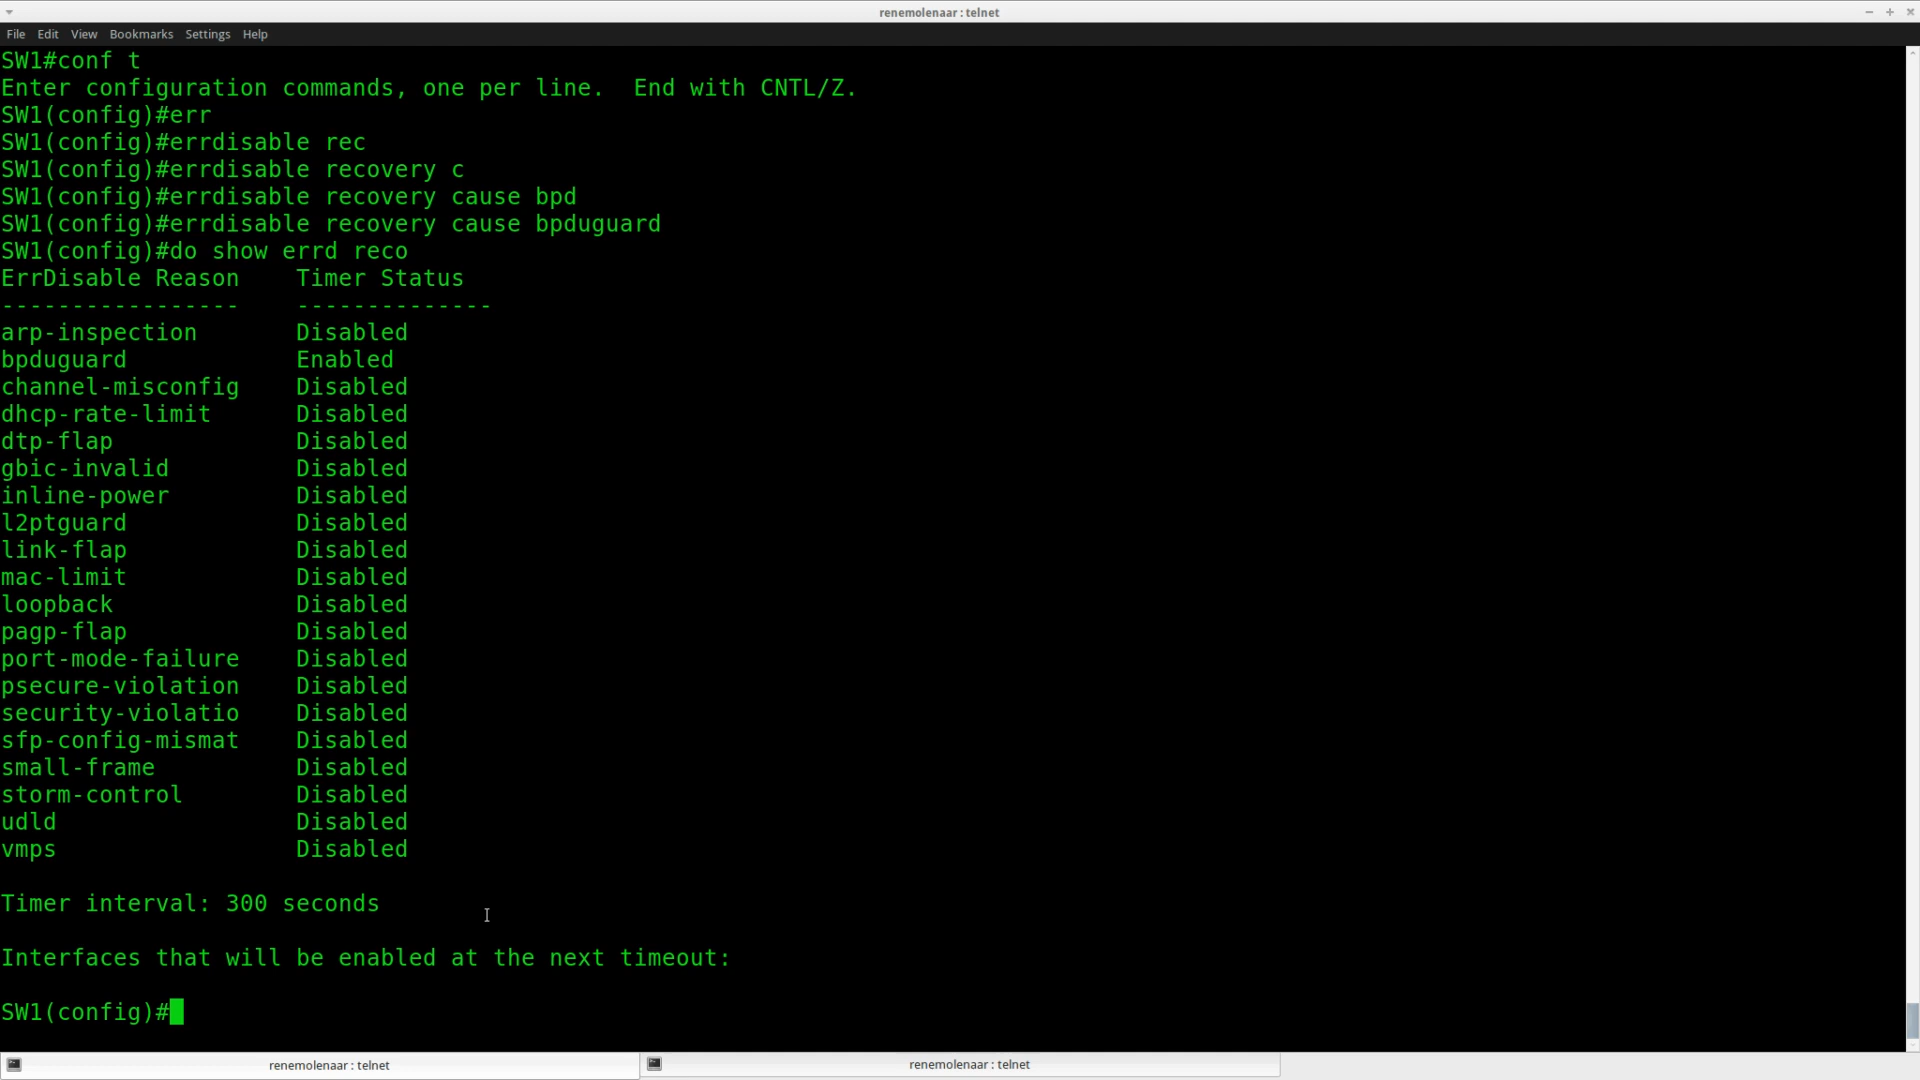 renemolenaar : telnet
File Edit View Bookmarks Settings Help
SW1#conf t
Enter configuration commands, one per line.  End with CNTL/Z.
SW1(config)#err
SW1(config)#errdisable rec
SW1(config)#errdisable recovery c
SW1(config)#errdisable recovery cause bpd
SW1(config)#errdisable recovery cause bpduguard
SW1(config)#do show errd reco
ErrDisable Reason    Timer Status
-----------------    --------------
arp-inspection       Disabled
bpduguard            Enabled
channel-misconfig    Disabled
dhcp-rate-limit      Disabled
dtp-flap             Disabled
gbic-invalid         Disabled
inline-power         Disabled
l2ptguard            Disabled
link-flap            Disabled
mac-limit            Disabled
loopback             Disabled
pagp-flap            Disabled
port-mode-failure    Disabled
psecure-violation    Disabled
security-violatio    Disabled
sfp-config-mismat    Disabled
small-frame          Disabled
storm-control        Disabled
udld                 Disabled
vmps                 Disabled
Timer interval: 300 seconds
Interfaces that will be enabled at the next timeout:
SW1(config)#
renemolenaar : telnet renemolenaar : telnet